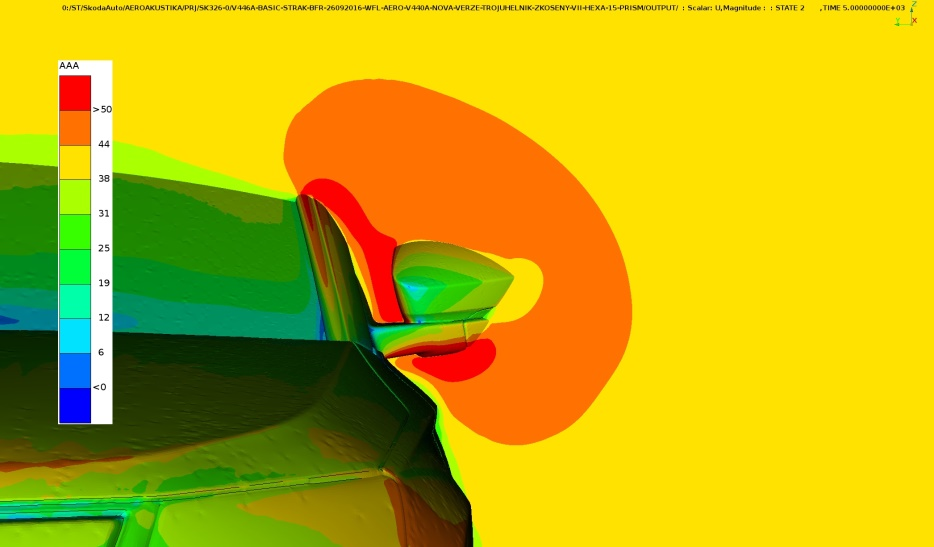 0:/ST/SkodaAuto/AEROAKUSTIKA/PRJ/SK326-0/V446A-BASIC-STRAK-BFR-26092016-WFL-AERO-V440A-NOVA-VERZE-TROJUHELNIK-ZKOSENY-VII-HEXA-15-PRISM/OUTPUT/ : Scalar: U,Magnitude : : STATE 2 ,TIME 5.00000000E+03
Z
Y X
AAA
>50
44
38
31
25
19
12
6
<0